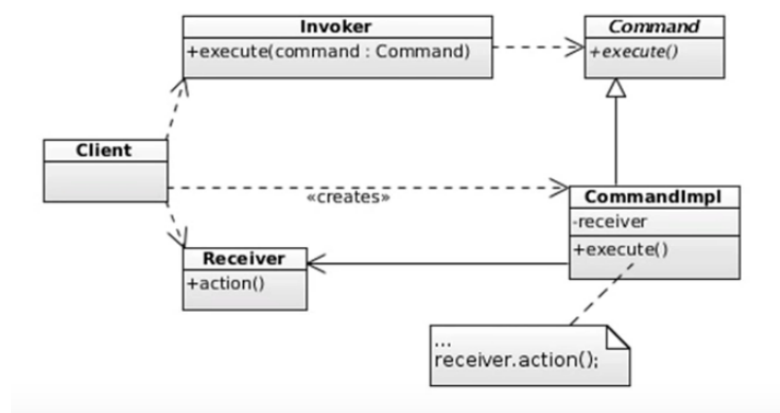 Invoker
+execute(command : Command)
Command
+execute()
Client
«creates»
CommandImpl
-receiver
+execute()
Receiver
+action()
...
receiver.action();